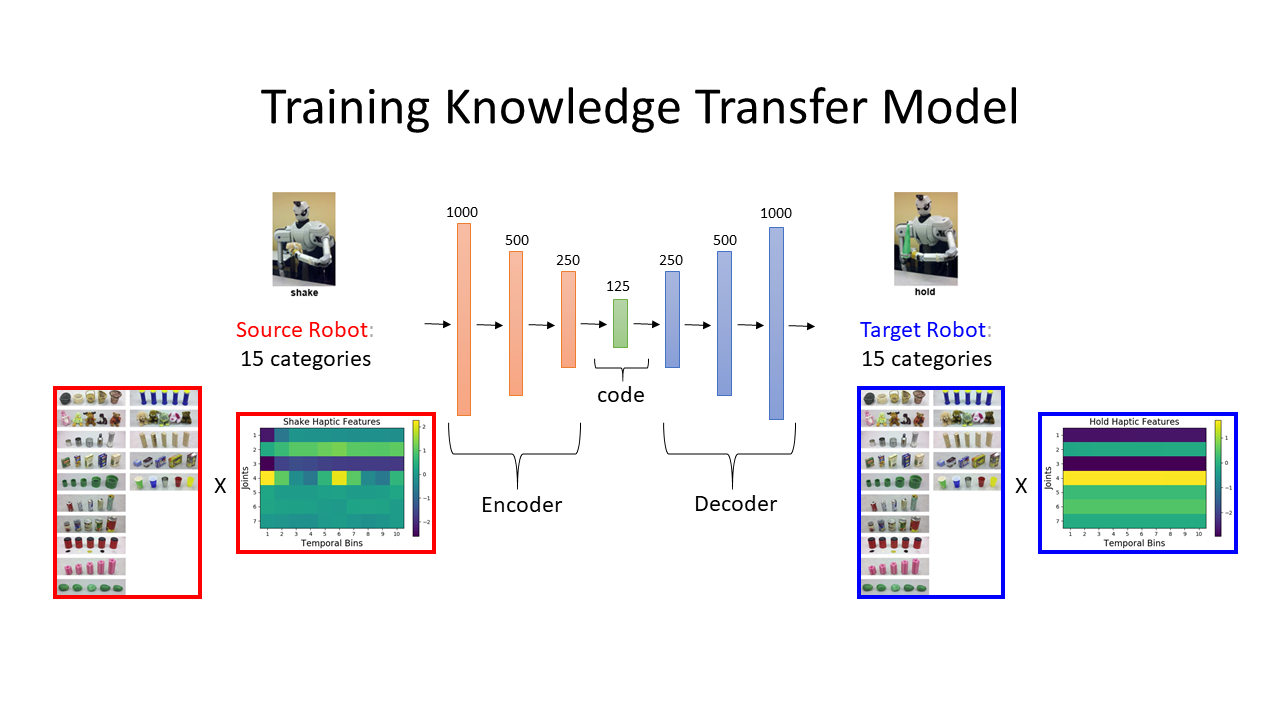 Training Knowledge Transfer Model
shake
Source Robot:
15 categories
X
Shake Haptic Features
Joints
1
2
3
4
5
6
7
1 2 3 4 5 6 7 8 9 10
Temporal Bins
2
1
0
−1
−2
1000
500
250
125
250
500
1000
code
Encoder
Decoder
hold
Target Robot:
15 categories
X
Hold Haptic Features
Joints
1
2
3
4
5
6
7
1 2 3 4 5 6 7 8 9 10
Temporal Bins
1
0
−1
−2